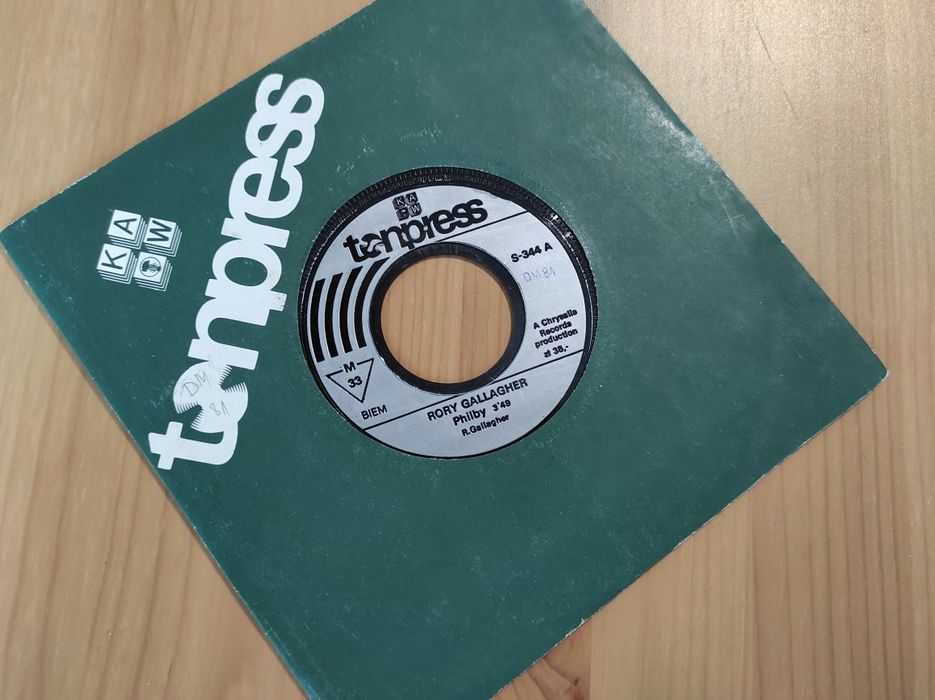 K A
W
tonpress
DM
81
K A
W
tonpress
S-344 A
DM 81
A Chrysalis
Records
production
zł 35,-
M
33
BIEM
RORY GALLAGHER
Philby 3'49
R.Gallagher